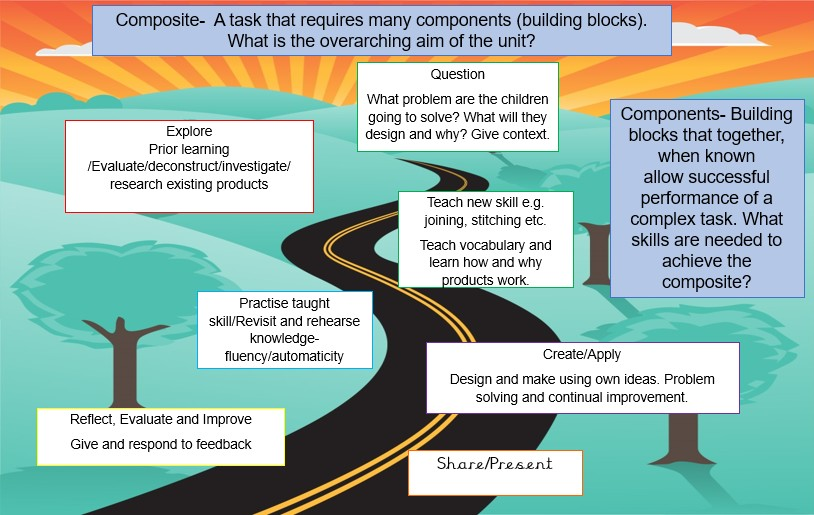 Composite-  A task that requires many components (building blocks).
What is the overarching aim of the unit?
Question
What problem are the children
going to solve? What will they
design and why? Give context.
Components- Building
blocks that together,
when known
allow successful
performance of a
complex task. What
skills are needed to
achieve the
composite?
Explore
Prior learning
/Evaluate/deconstruct/investigate/
research existing products
Teach new skill e.g.
joining, stitching etc.
Teach vocabulary and
learn how and why
products work.
Practise taught
skill/Revisit and rehearse
knowledge-
fluency/automaticity
Create/Apply
Design and make using own ideas. Problem
solving and continual improvement.
Reflect, Evaluate and Improve
Give and respond to feedback
Share/Present